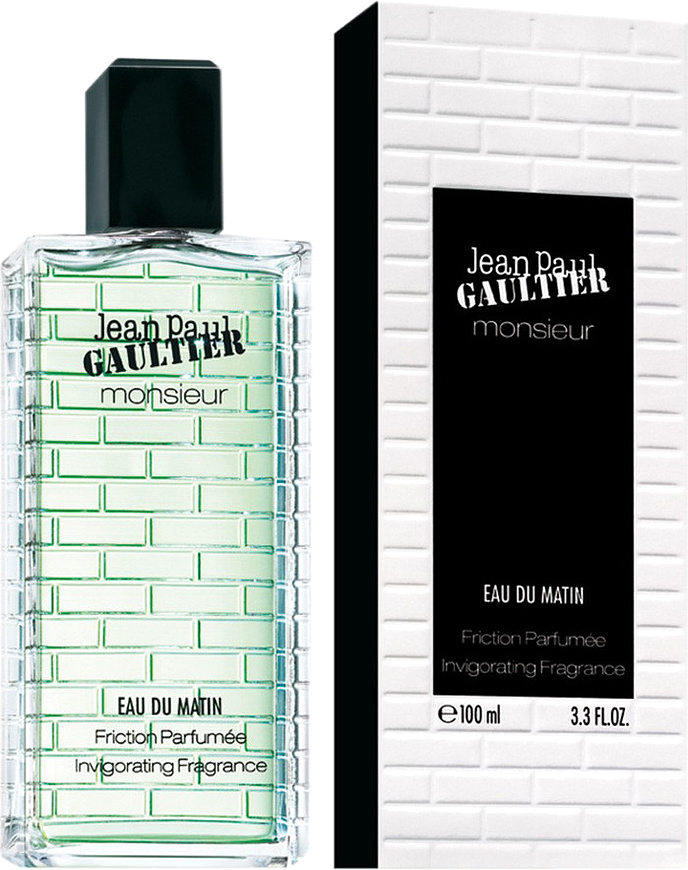 Jean Paul
GAULTIER
monsieur
EAU DU MATIN
Friction Parfumée
Invigorating Fragrance
Jean Paul
GAULTIER
monsieur
EAU DU MATIN
Friction Parfumée
Invigorating Fragrance
℮100 ml 3.3 FL.OZ.